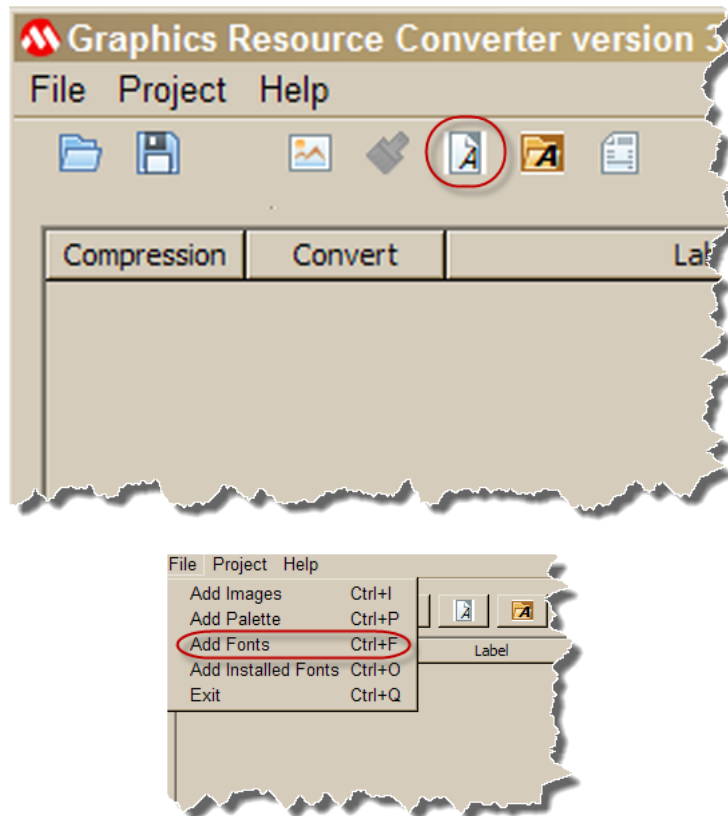 Graphics Resource Converter version 3
File Project Help
Compression Convert Lab
File Project Help
Add Images Ctrl+I
Add Palette Ctrl+P
Add Fonts Ctrl+F
Label
Add Installed Fonts Ctrl+O
Exit Ctrl+Q